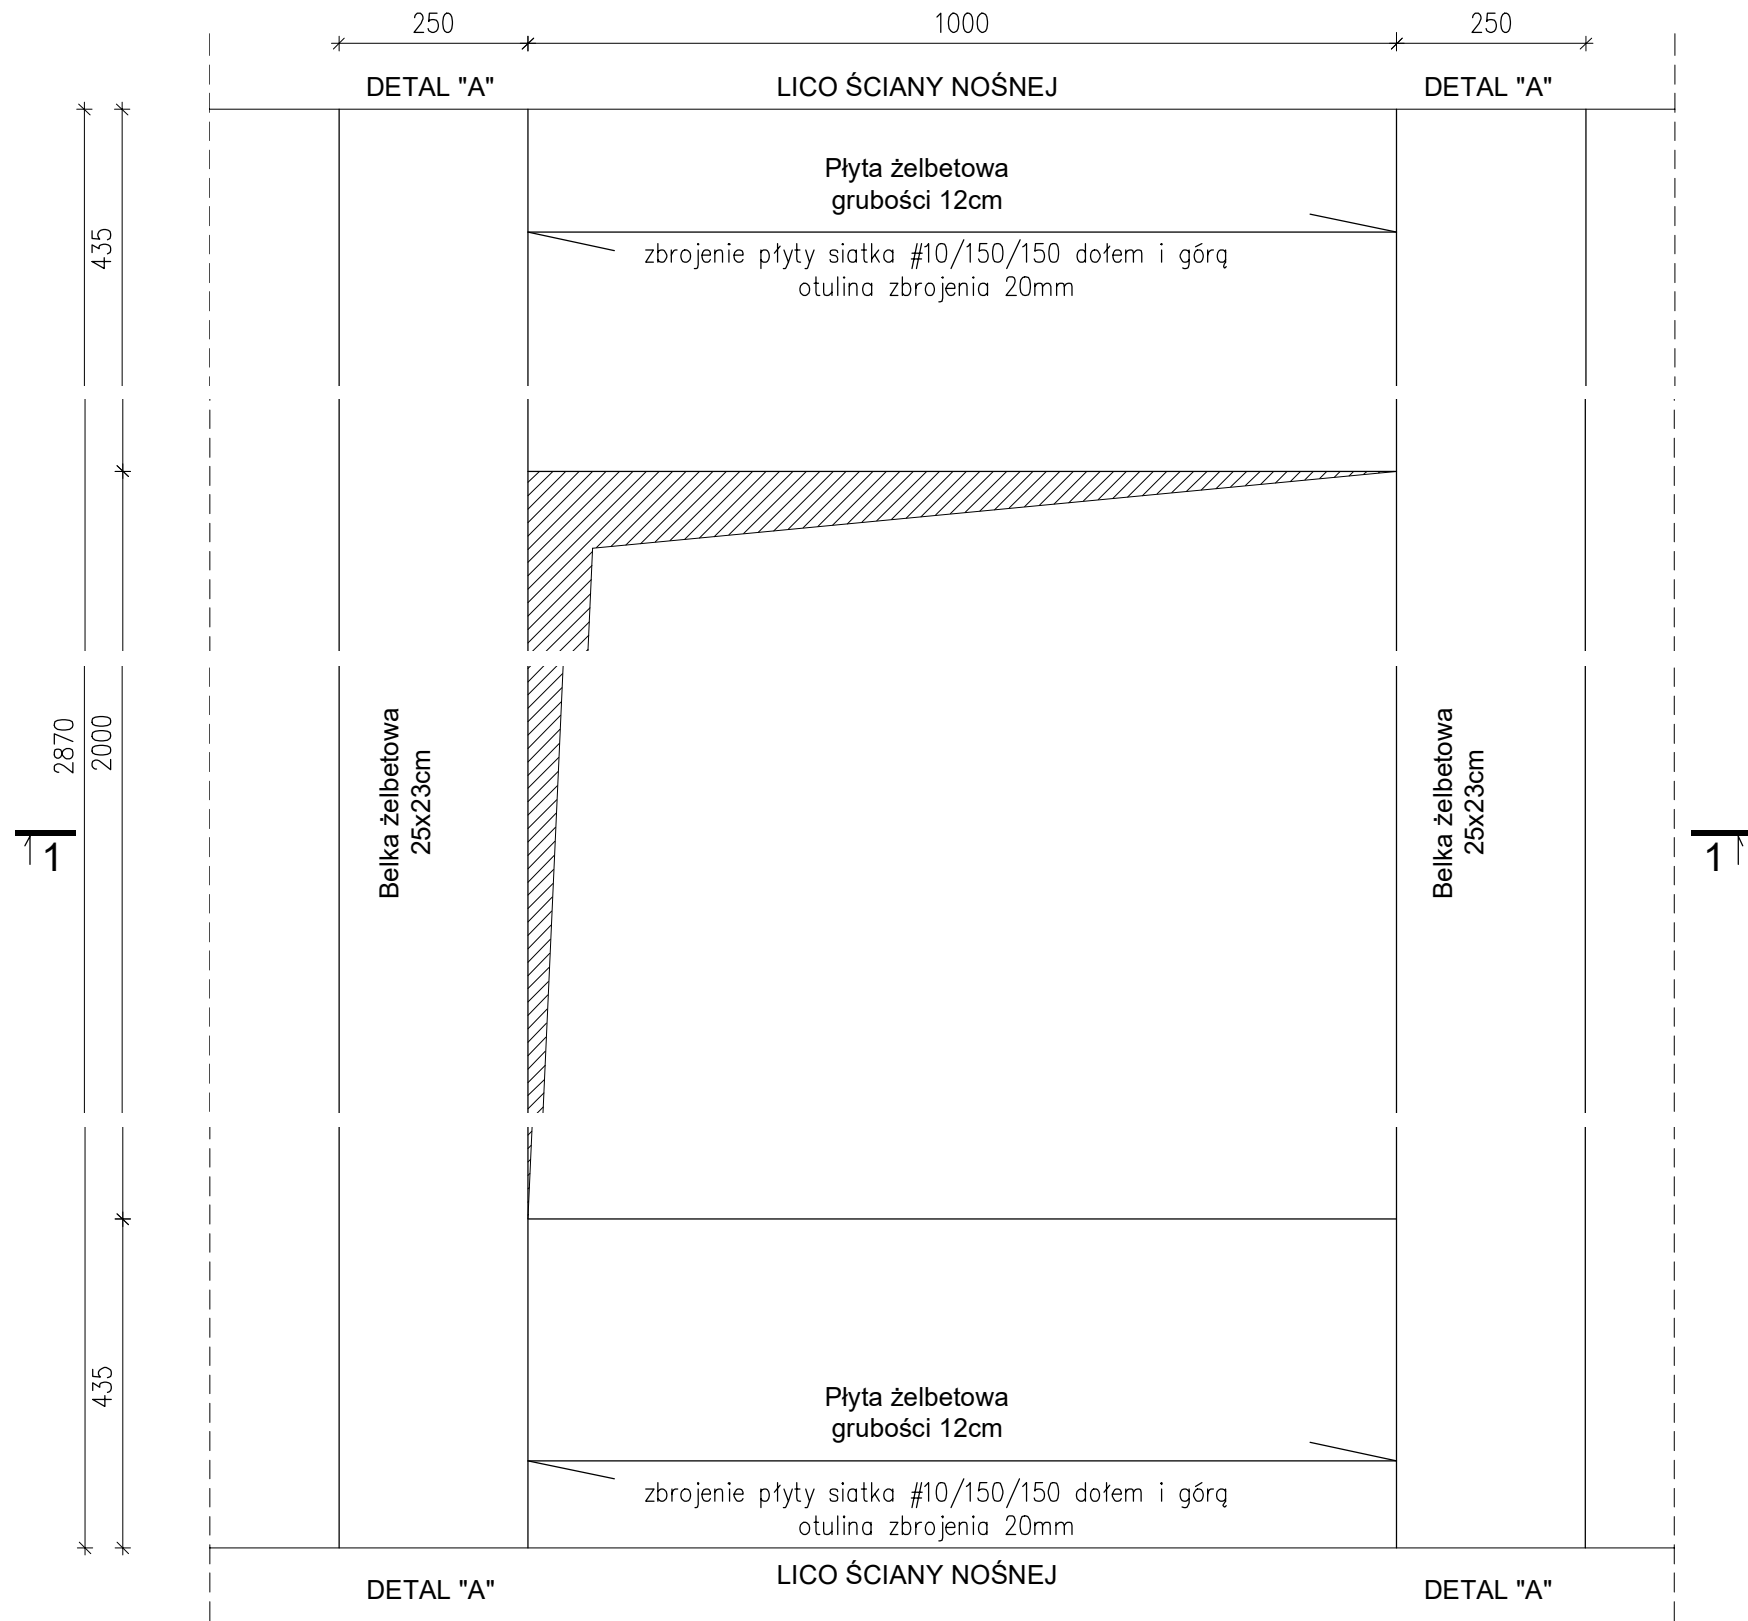 250
1000
250
DETAL "A"
LICO ŚCIANY NOŚNEJ
DETAL "A"
Płyta żelbetowa
grubości 12cm
zbrojenie płyty siatka #10/150/150 dołem i górą
otulina zbrojenia 20mm
435
2870
2000
Belka żelbetowa
25x23cm
Belka żelbetowa
25x23cm
1
1
435
Płyta żelbetowa
grubości 12cm
zbrojenie płyty siatka #10/150/150 dołem i górą
otulina zbrojenia 20mm
DETAL "A"
LICO ŚCIANY NOŚNEJ
DETAL "A"